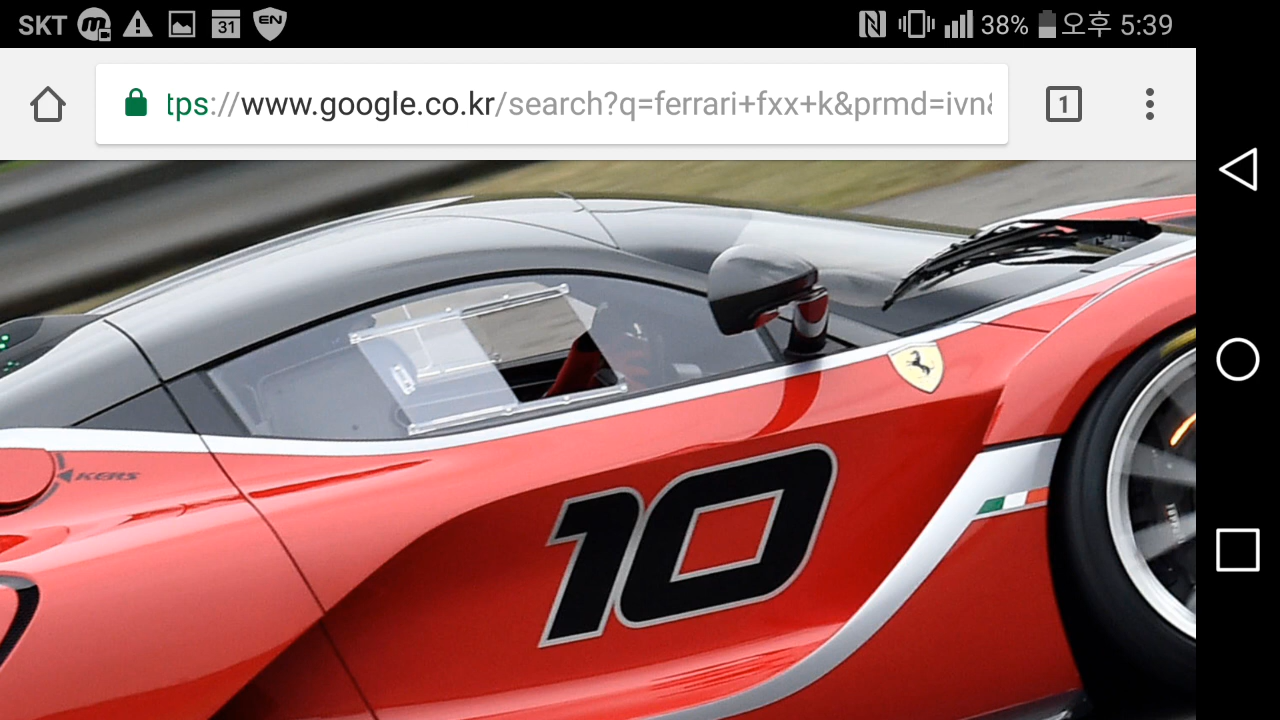 SKT 31 EN 38% 오후 5:39
tps://www.google.co.kr/search?q=ferrari+fxx+k&prmd=ivn&
1
KERS
10